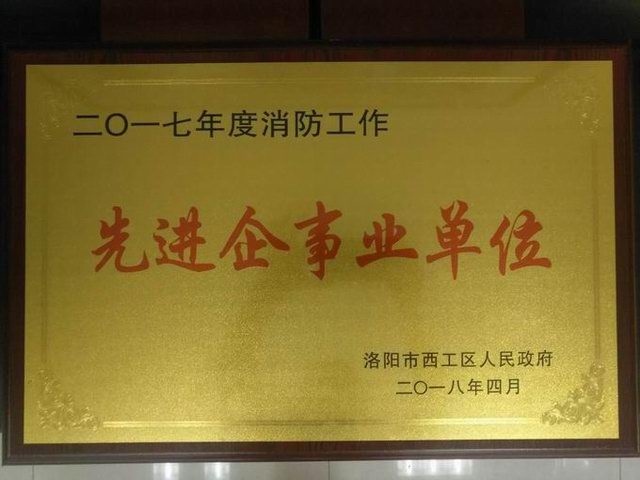 二〇一七年度消防工作
先进企事业单位
洛阳市西工区人民政府
二〇一八年四月